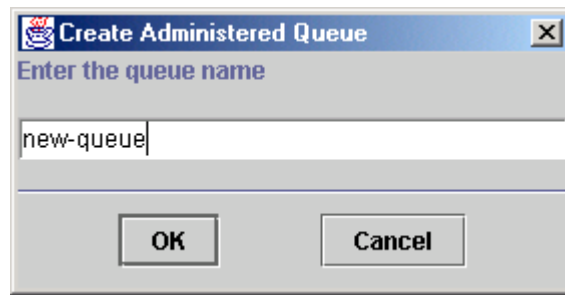 Create Administered Queue
Enter the queue name
new-queue
OK Cancel